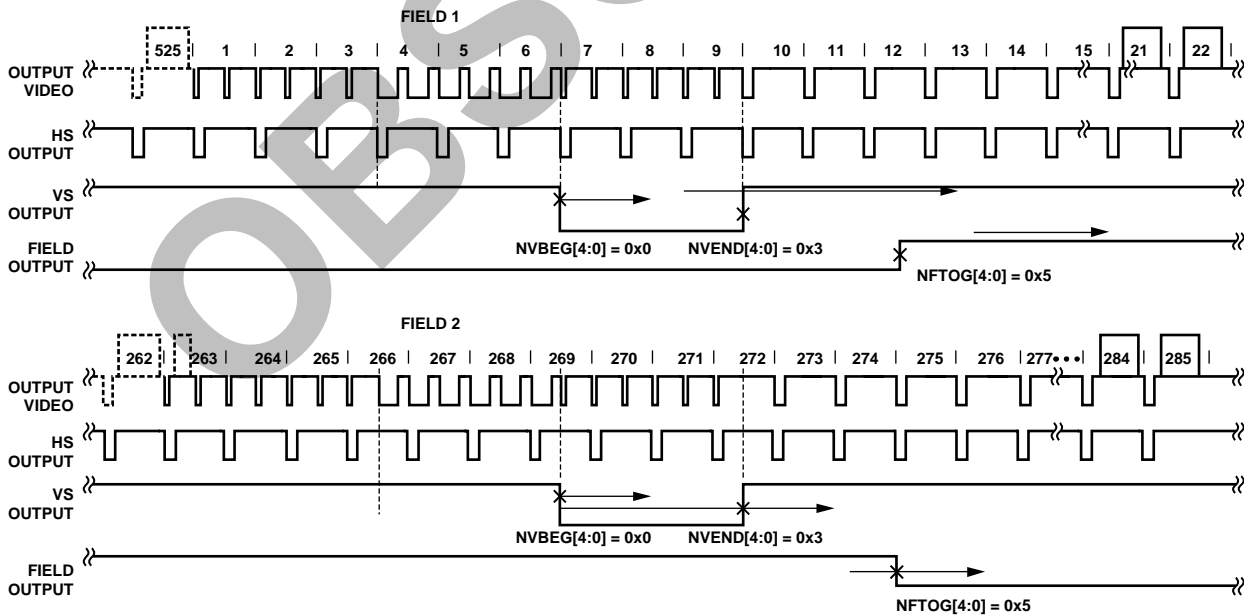 FIELD 1
525 1 2 3 4 5 6 7 8 9 10 11 12 13 14 15 21 22
OUTPUT
VIDEO
HS
OUTPUT
VS
OUTPUT
NVBEG[4:0] = 0x0 NVEND[4:0] = 0x3
FIELD
OUTPUT
NFTOG[4:0] = 0x5
FIELD 2
262 263 264 265 266 267 268 269 270 271 272 273 274 275 276 277 284 285
OUTPUT
VIDEO
HS
OUTPUT
VS
OUTPUT
NVBEG[4:0] = 0x0 NVEND[4:0] = 0x3
FIELD
OUTPUT
NFTOG[4:0] = 0x5
OBS